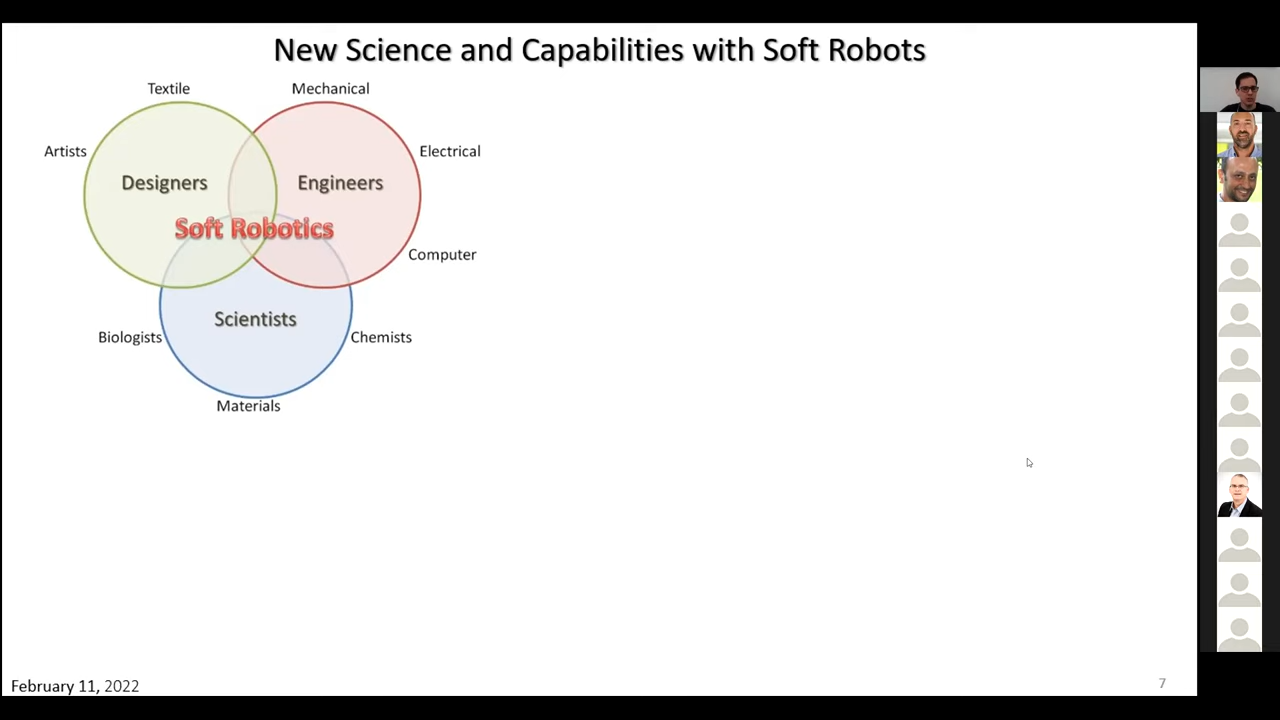 New Science and Capabilities with Soft Robots
Textile
Mechanical
Artists
Electrical
Designers
Engineers
Soft Robotics
Computer
Scientists
Biologists
Chemists
Materials
February 11, 2022
7